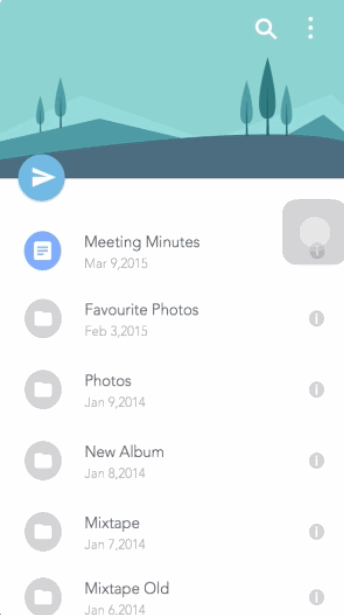 Meeting Minutes
Mar 9,2015
Favourite Photos
Feb 3,2015
Photos
Jan 9,2014
New Album
Jan 8,2014
Mixtape
Jan 7,2014
Mixtape Old
Jan 6,2014